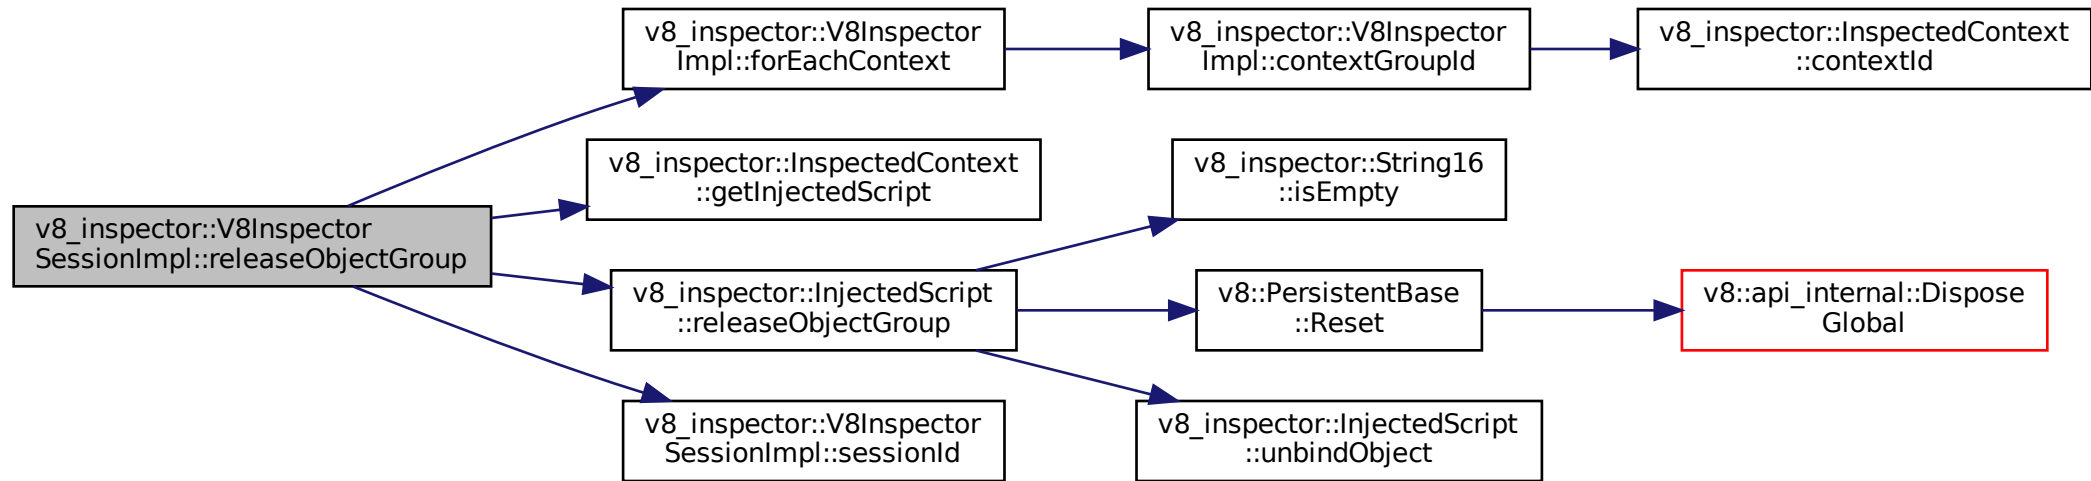 v8_inspector::V8Inspector
SessionImpl::releaseObjectGroup
v8_inspector::V8Inspector
Impl::forEachContext
v8_inspector::V8Inspector
Impl::contextGroupId
v8_inspector::InspectedContext
::contextId
v8_inspector::InspectedContext
::getInjectedScript
v8_inspector::InjectedScript
::releaseObjectGroup
v8_inspector::String16
::isEmpty
v8::PersistentBase
::Reset
v8::api_internal::Dispose
Global
v8_inspector::InjectedScript
::unbindObject
v8_inspector::V8Inspector
SessionImpl::sessionId